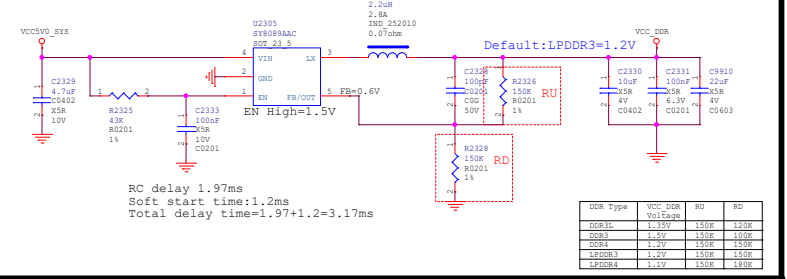 2.2uH
2.8A
IND_252010
0.07ohm
U2305
SY8089AAC
SOT_23_5
VCC5V0_SYS
VCC_DDR
Default:LPDDR3=1.2V
4 VIN LX 3
2 GND
1 EN FB/OUT 5 FB=0.6V
EN High=1.5V
C2329
4.7uF
C0402
X5R
10V
1 2
R2325
43K
R0201
1%
C2333
100nF
X5R
10V
C0201
C2328
100pF
C0201
C0G
50V
R2326
150K
R0201
1%
RU
R2328
150K
R0201
1%
RD
C2330
10uF
X5R
4V
C0402
C2331
100nF
X5R
6.3V
C0201
C9910
22uF
X5R
4V
C0603
RC delay 1.97ms
Soft start time:1.2ms
Total delay time=1.97+1.2=3.17ms
DDR Type VCC_DDR Voltage RU RD
DDR3L 1.35V 150K 120K
DDR3 1.5V 150K 100K
DDR4 1.2V 150K 150K
LPDDR3 1.2V 150K 150K
LPDDR4 1.1V 150K 180K